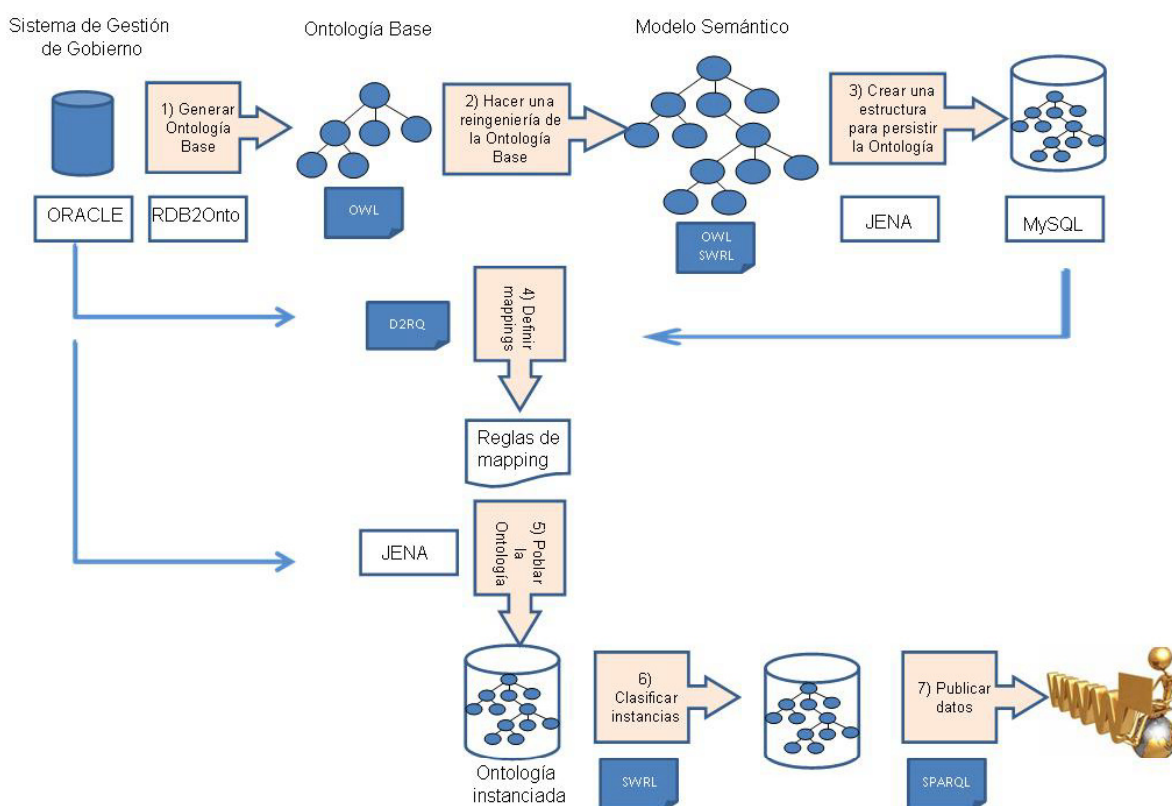 Sistema de Gestión
de Gobierno
Ontología Base
Modelo Semántico
1) Generar
Ontología
Base
2) Hacer una
reingeniería de
la Ontología
Base
3) Crear una
estructura
para persistir
la Ontología
ORACLE
RDB2Onto
OWL
OWL
SWRL
JENA
MySQL
D2RQ
4) Definir
mappings
Reglas de
mapping
JENA
5) Poblar
la
Ontología
6)
Clasificar
instancias
7) Publicar
datos
WWW
Ontología
instanciada
SWRL
SPARQL